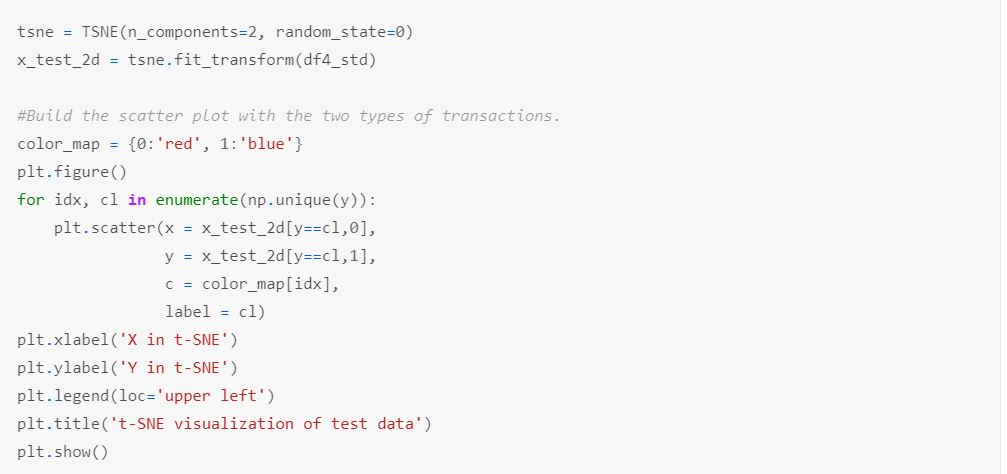 tsne = TSNE(n_components=2, random_state=0)
x_test_2d = tsne.fit_transform(df4_std)
#Build the scatter plot with the two types of transactions.
color_map = {0:'red', 1:'blue'}
plt.figure()
for idx, cl in enumerate(np.unique(y)):
    plt.scatter(x = x_test_2d[y==cl,0],
                y = x_test_2d[y==cl,1],
                c = color_map[idx],
                label = cl)
plt.xlabel('X in t-SNE')
plt.ylabel('Y in t-SNE')
plt.legend(loc='upper left')
plt.title('t-SNE visualization of test data')
plt.show()